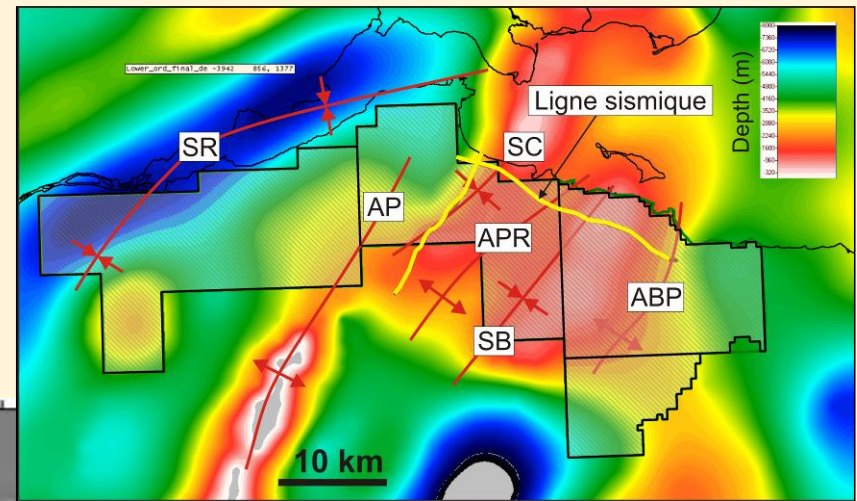 Lower_ord_final_de -3942 856, 1377
Ligne sismique
SR
SC
AP
APR
ABP
SB
10 km
Depth (m)